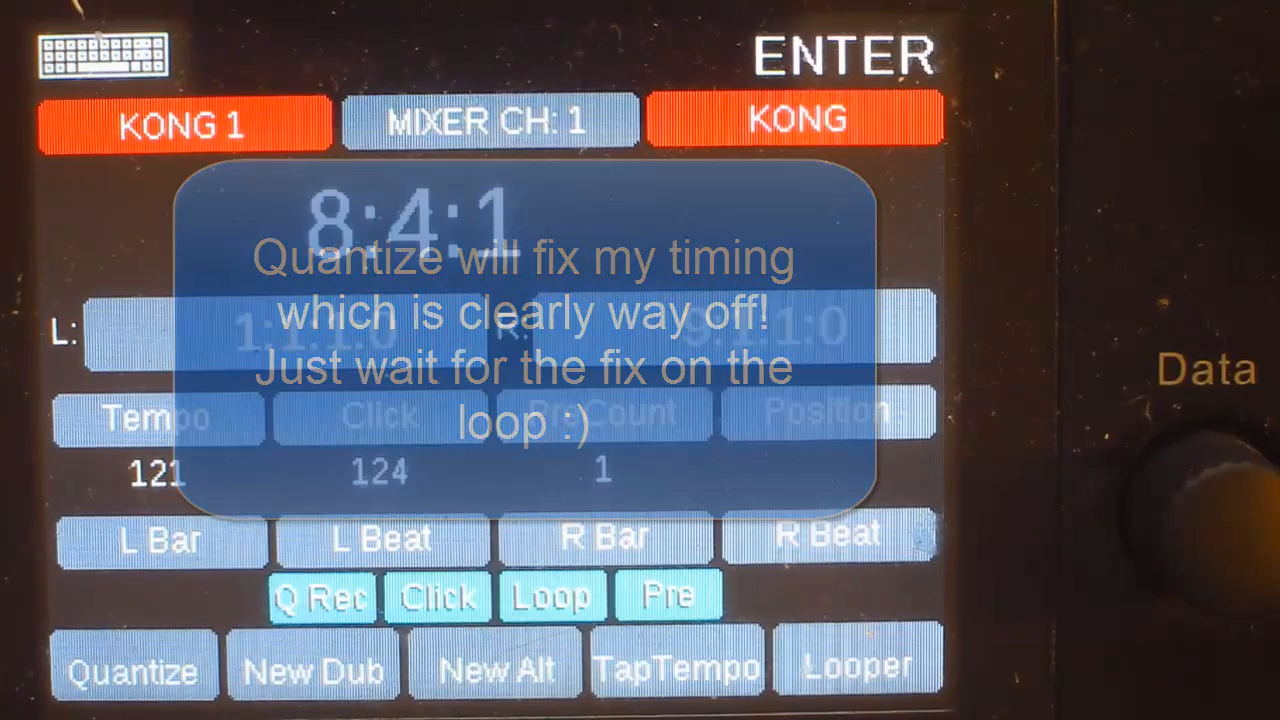 ENTER
KONG 1
MIXER CH: 1
KONG
8:4:1
Quantize will fix my timing
which is clearly way off!
Just wait for the fix on the
loop :)
L:
1:1:1:0
R:
9:1:1:0
Tempo
Click
PreCount
Position
121
124
1
L Bar
L Beat
R Bar
R Beat
Q Rec
Click
Loop
Pre
Quantize
New Dub
New Alt
TapTempo
Looper
Data